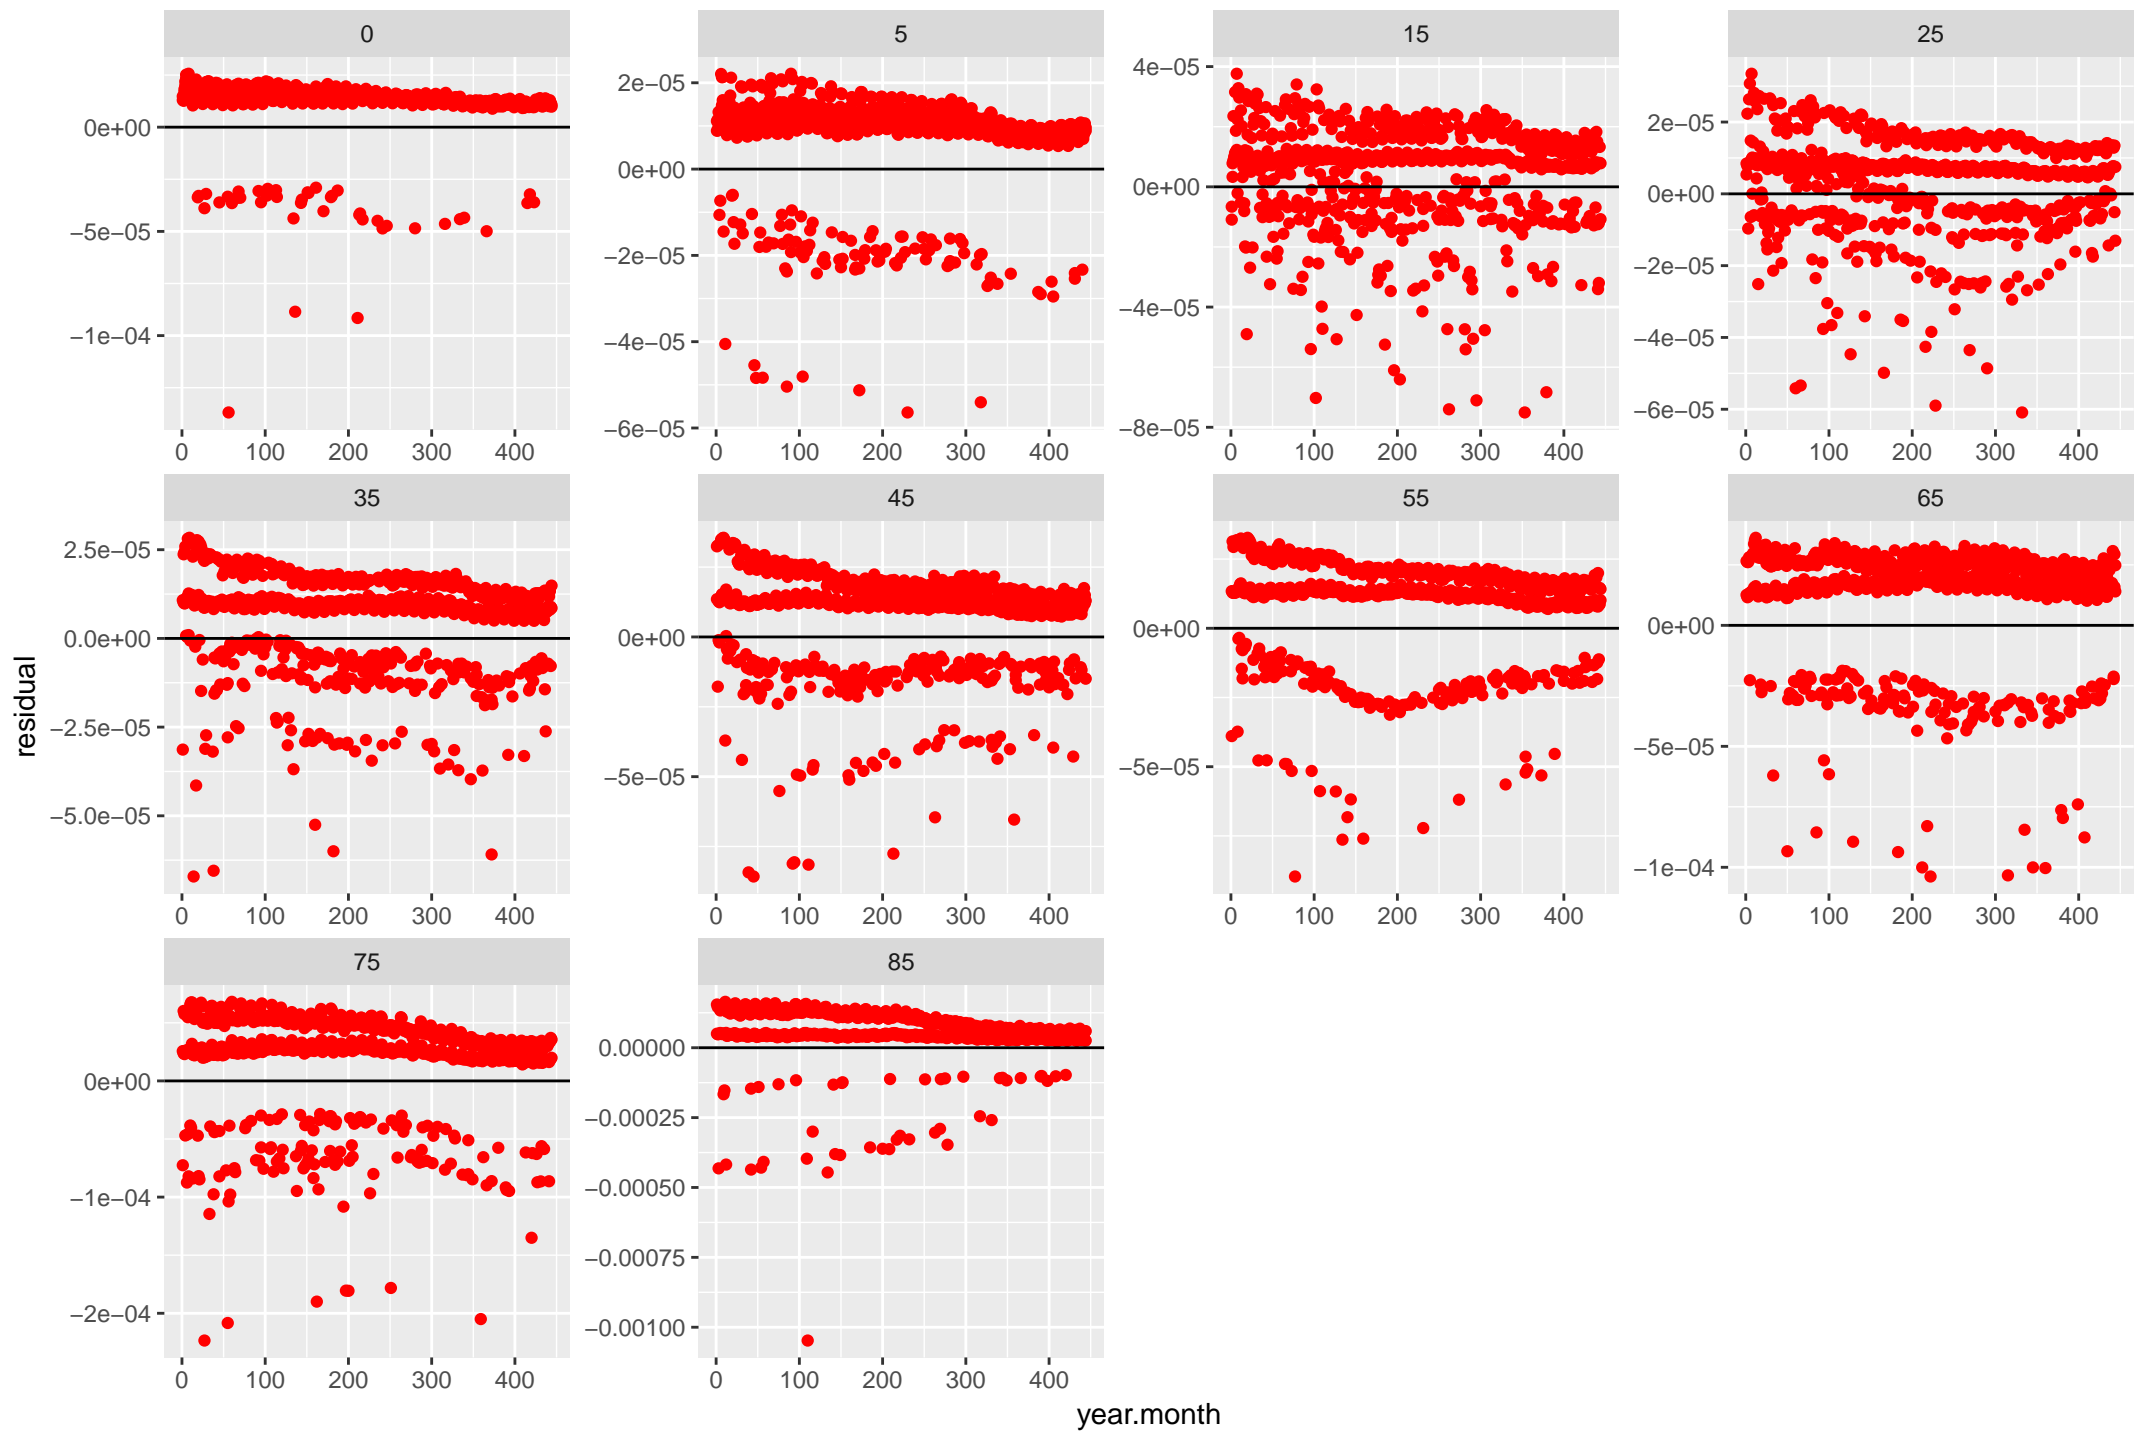 0 5 15 25
0e+00
−5e−05
−1e−04
2e−05
0e+00
−2e−05
−4e−05
−6e−05
4e−05
0e+00
−4e−05
−8e−05
2e−05
0e+00
−2e−05
−4e−05
−6e−05
0 100 200 300 400 0 100 200 300 400 0 100 200 300 400 0 100 200 300 400
35 45 55 65
2.5e−05
0.0e+00
−2.5e−05
−5.0e−05
0e+00
−5e−05
0e+00
−5e−05
0e+00
−5e−05
−1e−04
0 100 200 300 400 0 100 200 300 400 0 100 200 300 400 0 100 200 300 400
75 85
0e+00
−1e−04
−2e−04
0.00000
−0.00025
−0.00050
−0.00075
−0.00100
0 100 200 300 400 0 100 200 300 400
residual
year.month